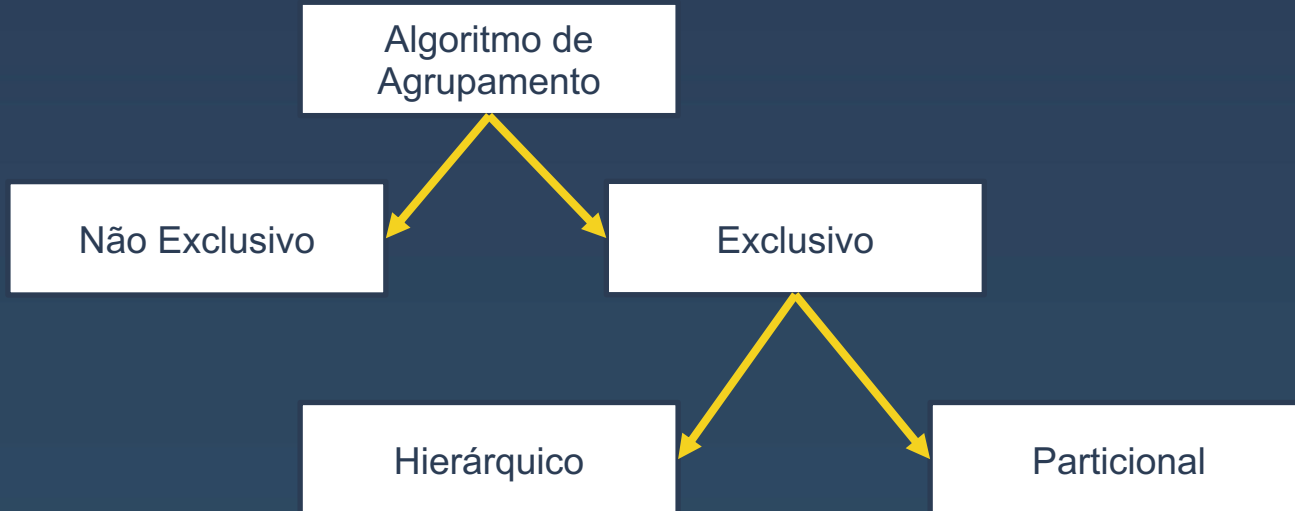 Algoritmo de
Agrupamento
Não Exclusivo
Exclusivo
Hierárquico
Particional